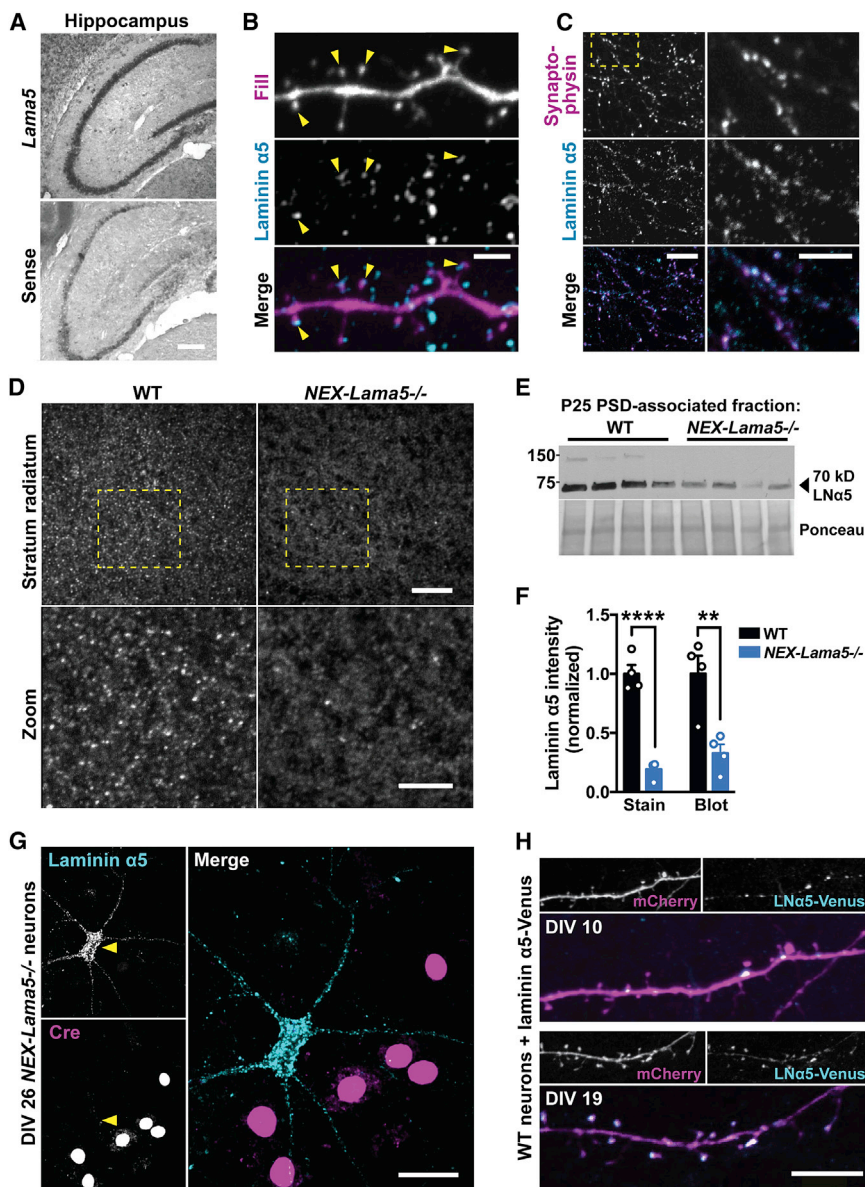 A
Hippocampus
Lama5
Sense
B
Fill
Laminin α5
Merge
C
Synapto-
physin
Laminin α5
Merge
D
WT
NEX-Lama5-/-
Stratum radiatum
Zoom
E
P25 PSD-associated fraction:
WT
NEX-Lama5-/-
150
75
70 kD
LNα5
Ponceau
F
Laminin α5 intensity
(normalized)
1.5
1.0
0.5
0.0
****
**
WT
NEX-Lama5-/-
Stain
Blot
G
DIV 26 NEX-Lama5-/- neurons
Laminin α5
Cre
Merge
H
WT neurons + laminin α5-Venus
mCherry
LNα5-Venus
DIV 10
mCherry
LNα5-Venus
DIV 19